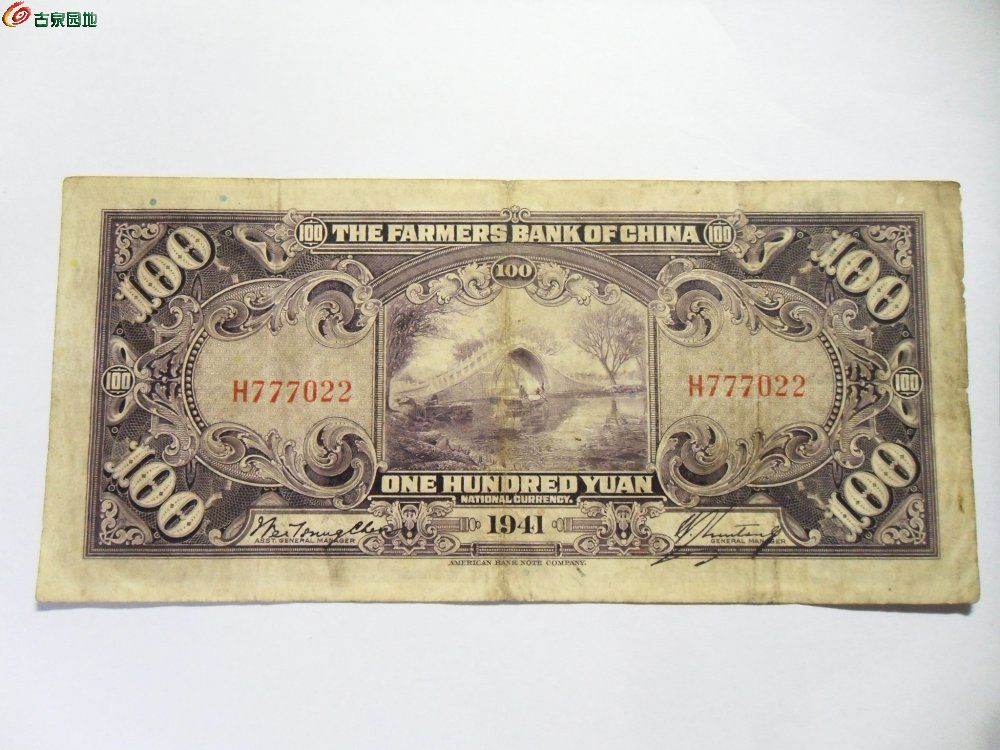 古泉园地
100 THE FARMERS BANK OF CHINA 100
100 100
100
100 100
H777022 H777022
100 100
ONE HUNDRED YUAN
NATIONAL CURRENCY.
1941
ASST. GENERAL MANAGER GENERAL MANAGER
AMERICAN BANK NOTE COMPANY.